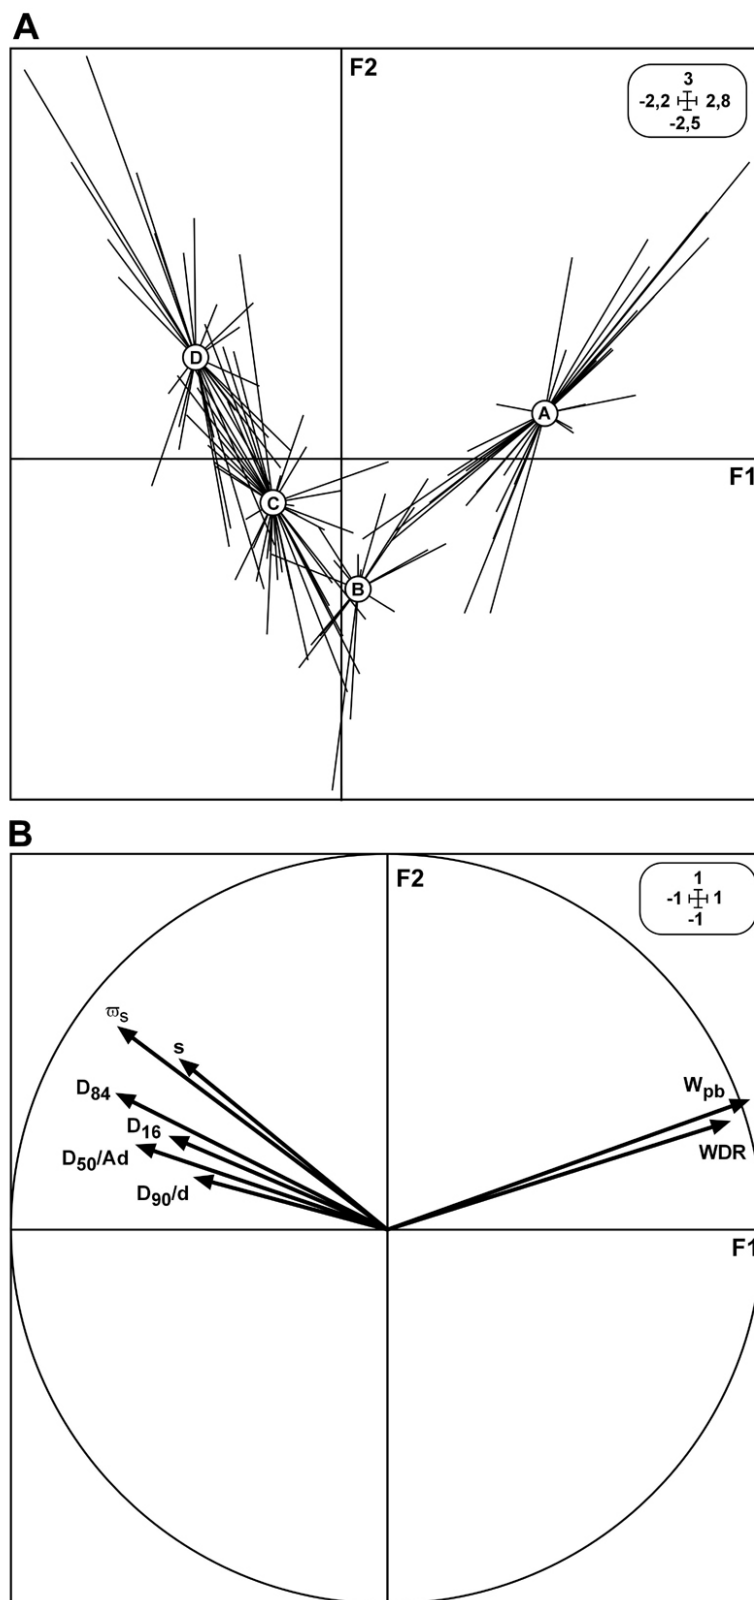 A
F2
3
-2,2 2,8
-2,5
D
A
F1
C
B
B
F2
1
-1 1
-1
ϖs
s
D84
Wpb
D16
WDR
D50/Ad
D90/d
F1